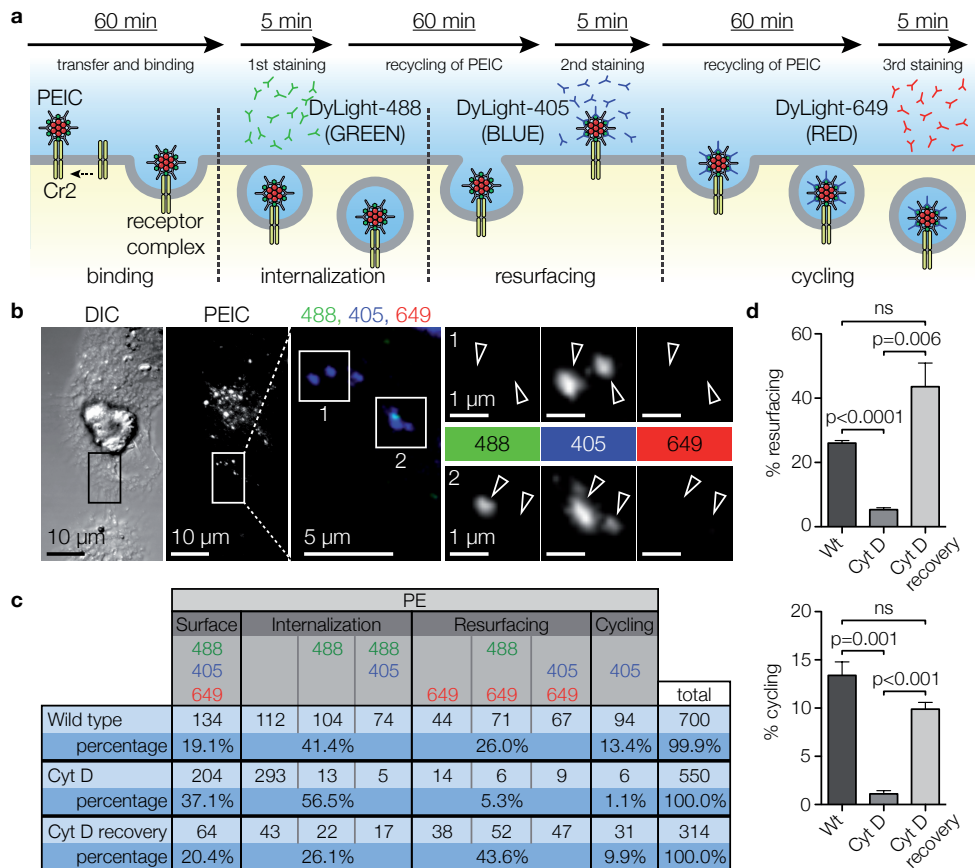 a
60 min 5 min 60 min 5 min 60 min 5 min
transfer and binding 1st staining recycling of PEIC 2nd staining recycling of PEIC 3rd staining
PEIC
DyLight-488
(GREEN)
DyLight-405
(BLUE)
DyLight-649
(RED)
Cr2
receptor
complex
binding internalization resurfacing cycling
b
DIC PEIC 488, 405, 649
1
2
10 µm 10 µm 5 µm
1
1 µm
488 405 649
2
1 µm
c
PE
Surface Internalization Resurfacing Cycling
488 488 488 488
405 405 405 405
649 649 649 649 total
Wild type 134 112 104 74 44 71 67 94 700
percentage 19.1% 41.4% 26.0% 13.4% 99.9%
Cyt D 204 293 13 5 14 6 9 6 550
percentage 37.1% 56.5% 5.3% 1.1% 100.0%
Cyt D recovery 64 43 22 17 38 52 47 31 314
percentage 20.4% 26.1% 43.6% 9.9% 100.0%
d
% resurfacing
60
40
20
0
ns
p=0.006
p<0.0001
Wt
Cyt D
Cyt D
recovery
% cycling
20
15
10
5
0
ns
p=0.001
p<0.001
Wt
Cyt D
Cyt D
recovery